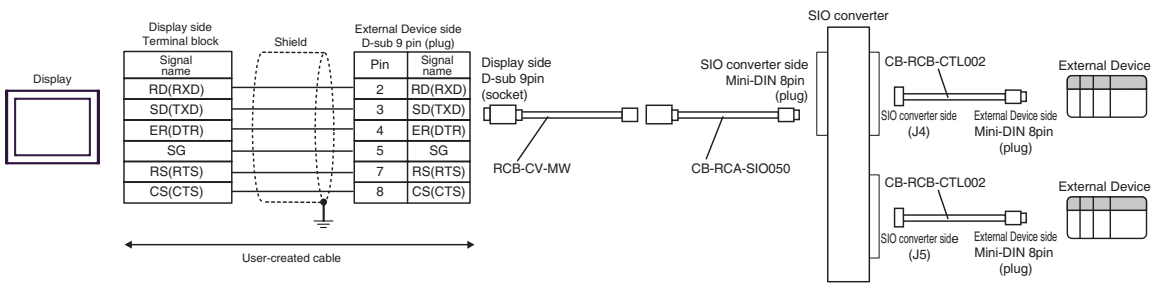 Display
Display side
Terminal block
Shield
External Device side
D-sub 9 pin (plug)
Signal
name
Pin
Signal
name
RD(RXD)
2
RD(RXD)
SD(TXD)
3
SD(TXD)
ER(DTR)
4
ER(DTR)
SG
5
SG
RS(RTS)
7
RS(RTS)
CS(CTS)
8
CS(CTS)
User-created cable
Display side
D-sub 9pin
(socket)
RCB-CV-MW
SIO converter side
Mini-DIN 8pin
(plug)
CB-RCA-SIO050
SIO converter
CB-RCB-CTL002
SIO converter side
(J4)
External Device side
Mini-DIN 8pin
(plug)
External Device
CB-RCB-CTL002
SIO converter side
(J5)
External Device side
Mini-DIN 8pin
(plug)
External Device